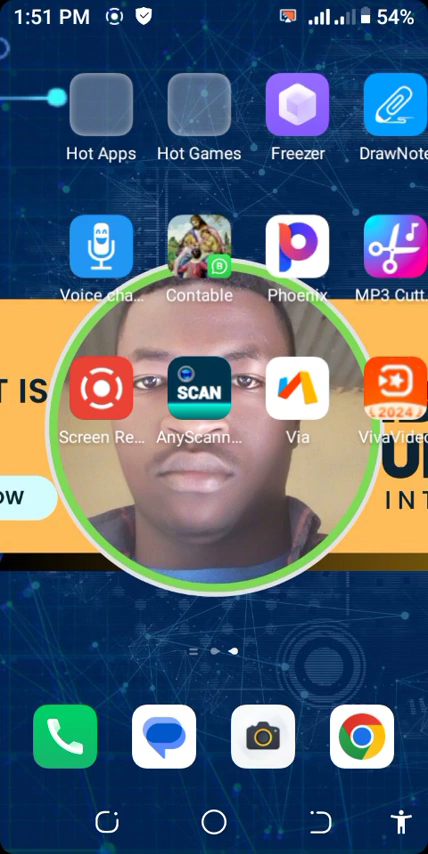 1:51 PM 54%
Hot Apps Hot Games Freezer DrawNote
Voice cha… Contable Phoenix MP3 Cutt
T IS
SCAN
2024
Screen Re… AnyScann… Via VivaVideo
U
OW
INT